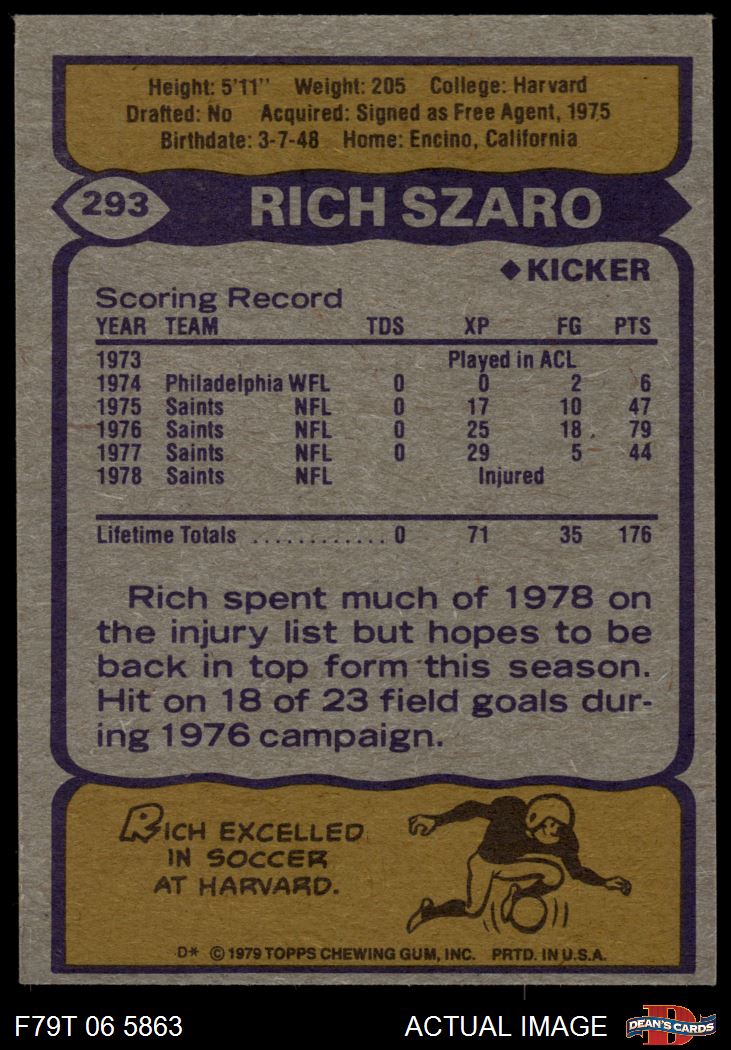 Height: 5'11'' Weight: 205 College: Harvard
Drafted: No Acquired: Signed as Free Agent, 1975
Birthdate: 3-7-48 Home: Encino, California
293 RICH SZARO
◆KICKER
Scoring Record
YEAR TEAM TDS XP FG PTS
1973 Played in ACL
1974 Philadelphia WFL 0 0 2 6
1975 Saints NFL 0 17 10 47
1976 Saints NFL 0 25 18 79
1977 Saints NFL 0 29 5 44
1978 Saints NFL Injured
Lifetime Totals ............ 0 71 35 176
Rich spent much of 1978 on
the injury list but hopes to be
back in top form this season.
Hit on 18 of 23 field goals dur-
ing 1976 campaign.
RICH EXCELLED
IN SOCCER
AT HARVARD.
D* © 1979 TOPPS CHEWING GUM, INC. PRTD. IN U.S.A.
F79T 06 5863 ACTUAL IMAGE D DEAN'S CARDS